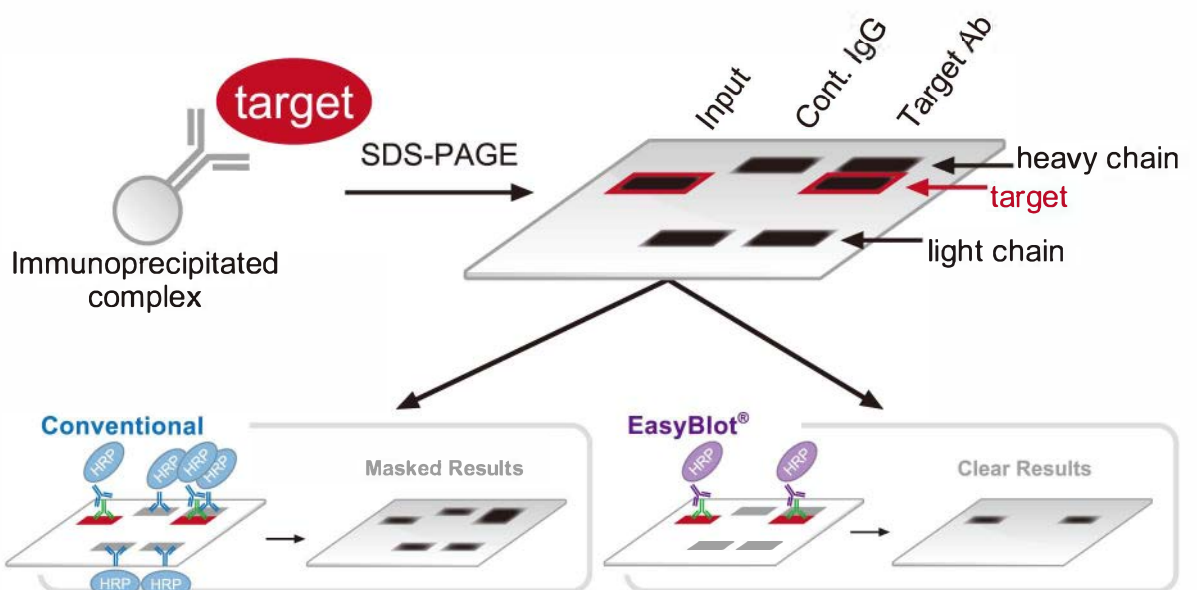 target
Input
Cont. IgG
Target Ab
SDS-PAGE
heavy chain
target
light chain
Immunoprecipitated
complex
Conventional
HRP
HRP
HRP
HRP
HRP
HRP
Masked Results
EasyBlot®
HRP
HRP
Clear Results